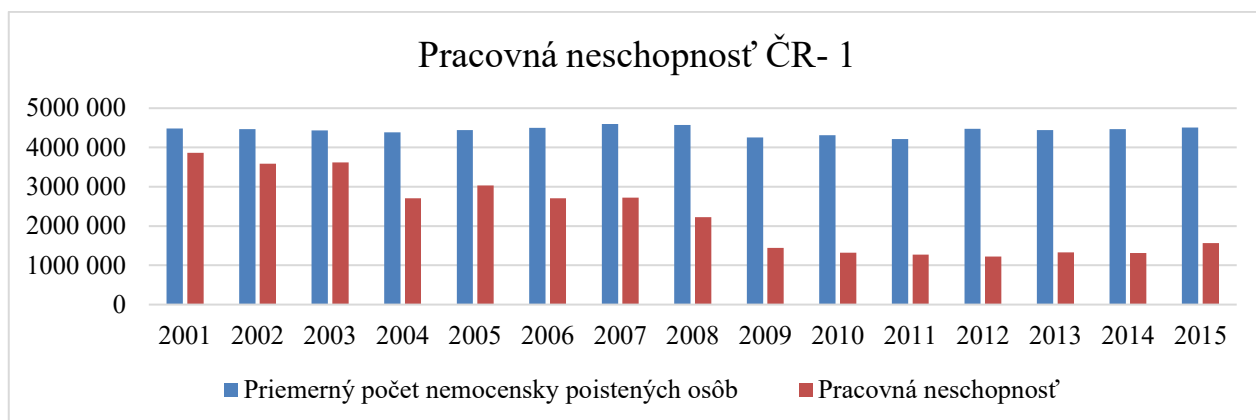 Pracovná neschopnosť ČR- 1
5000 000
4000 000
3000 000
2000 000
1000 000
0
2001 2002 2003 2004 2005 2006 2007 2008 2009 2010 2011 2012 2013 2014 2015
Priemerný počet nemocensky poistených osôb Pracovná neschopnosť